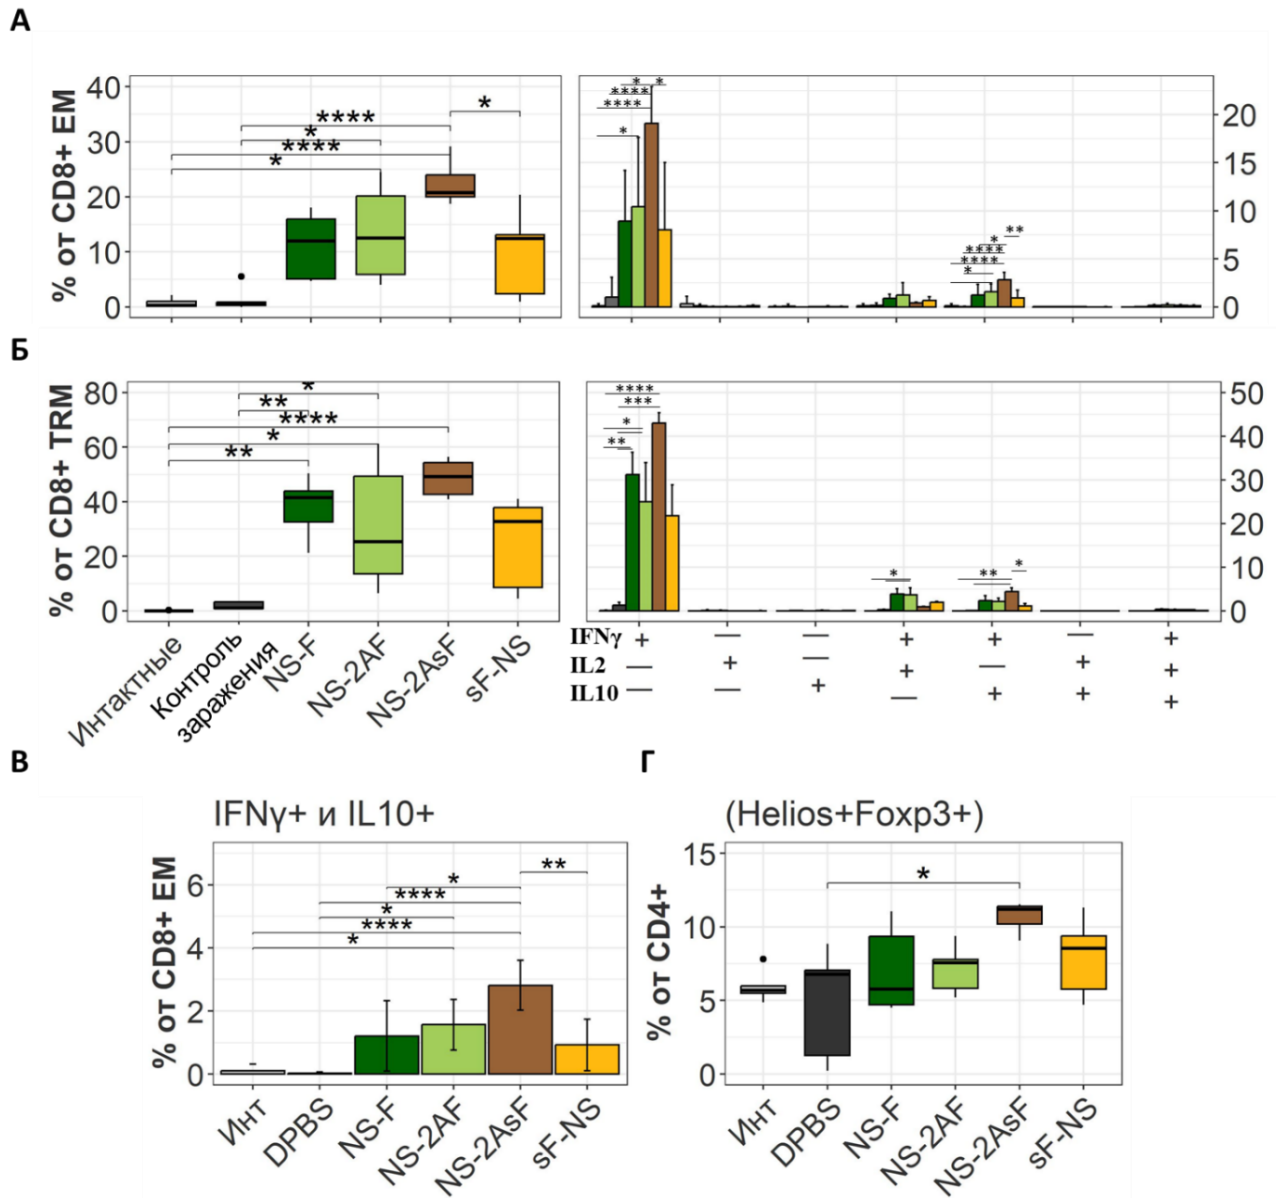 А
% от CD8+ EM
40
30
20
10
0
****
*
****
*
*
* *
****
****
*
*
**
****
****
*
20
15
10
5
0
Б
% от CD8+ TRM
80
60
40
20
0
*
**
****
*
**
****
***
*
**
*
**
*
50
40
30
20
10
0
Интактные
Контроль заражения
NS-F
NS-2AF
NS-2AsF
sF-NS
IFNγ + — — + + — +
IL2 — + — + — + +
IL10 — — + — + + +
В
IFNγ+ и IL10+
% от CD8+ EM
6
4
2
0
**
*
****
*
****
*
Инт
DPBS
NS-F
NS-2AF
NS-2AsF
sF-NS
Г
(Helios+Foxp3+)
% от CD4+
15
10
5
0
*
Инт
DPBS
NS-F
NS-2AF
NS-2AsF
sF-NS